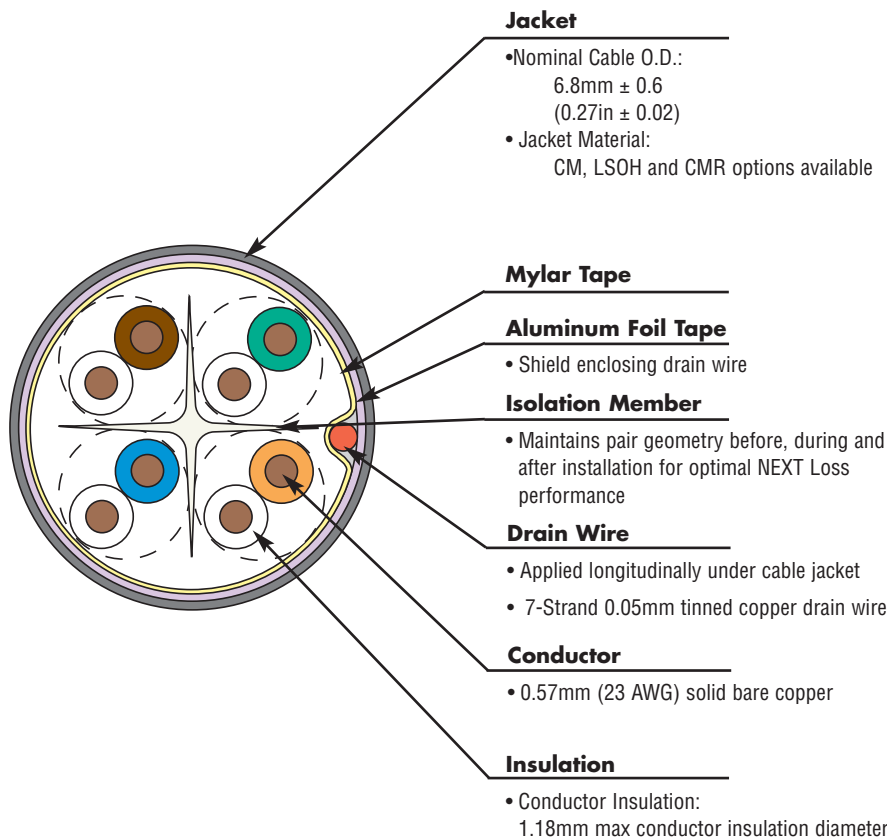 Jacket
•Nominal Cable O.D.:
6.8mm ± 0.6
(0.27in ± 0.02)
• Jacket Material:
CM, LSOH and CMR options available
Mylar Tape
Aluminum Foil Tape
• Shield enclosing drain wire
Isolation Member
• Maintains pair geometry before, during and
after installation for optimal NEXT Loss
performance
Drain Wire
• Applied longitudinally under cable jacket
• 7-Strand 0.05mm tinned copper drain wire
Conductor
• 0.57mm (23 AWG) solid bare copper
Insulation
• Conductor Insulation:
1.18mm max conductor insulation diameter